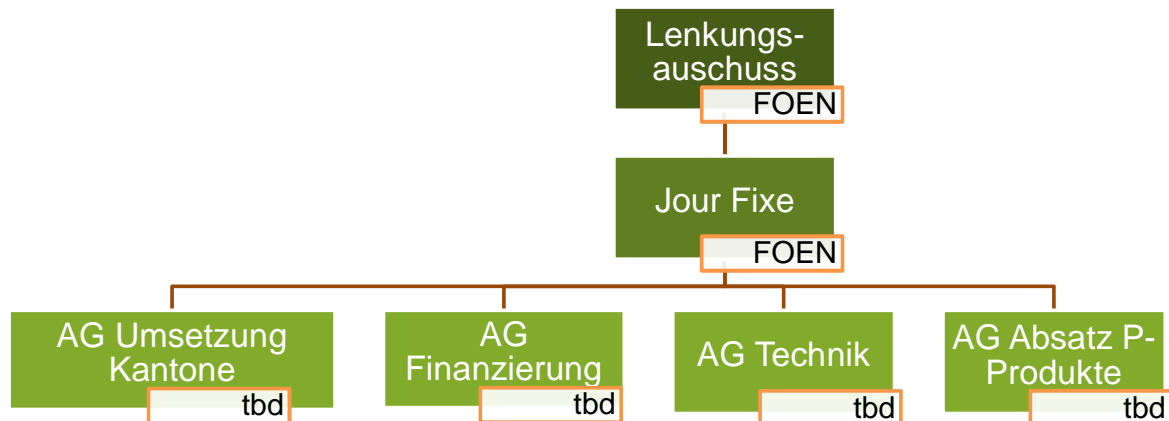 Lenkungs-
auschuss
FOEN
Jour Fixe
FOEN
AG Umsetzung
Kantone
tbd
AG
Finanzierung
tbd
AG Technik
tbd
AG Absatz P-
Produkte
tbd